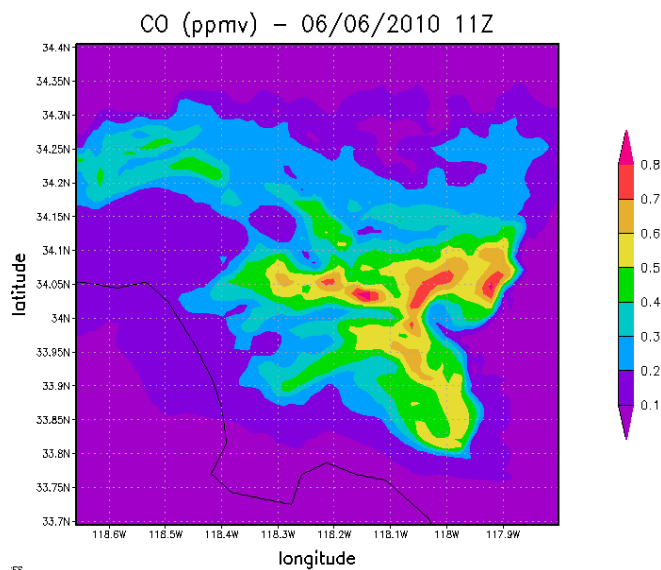 CO (ppmv) – 06/06/2010 11Z
34.4N
34.35N
34.3N
34.25N
34.2N
34.15N
34.1N
34.05N
34N
33.95N
33.9N
33.85N
33.8N
33.75N
33.7N
latitude
118.6W 118.5W 118.4W 118.3W 118.2W 118.1W 118W 117.9W
longitude
0.8
0.7
0.6
0.5
0.4
0.3
0.2
0.1